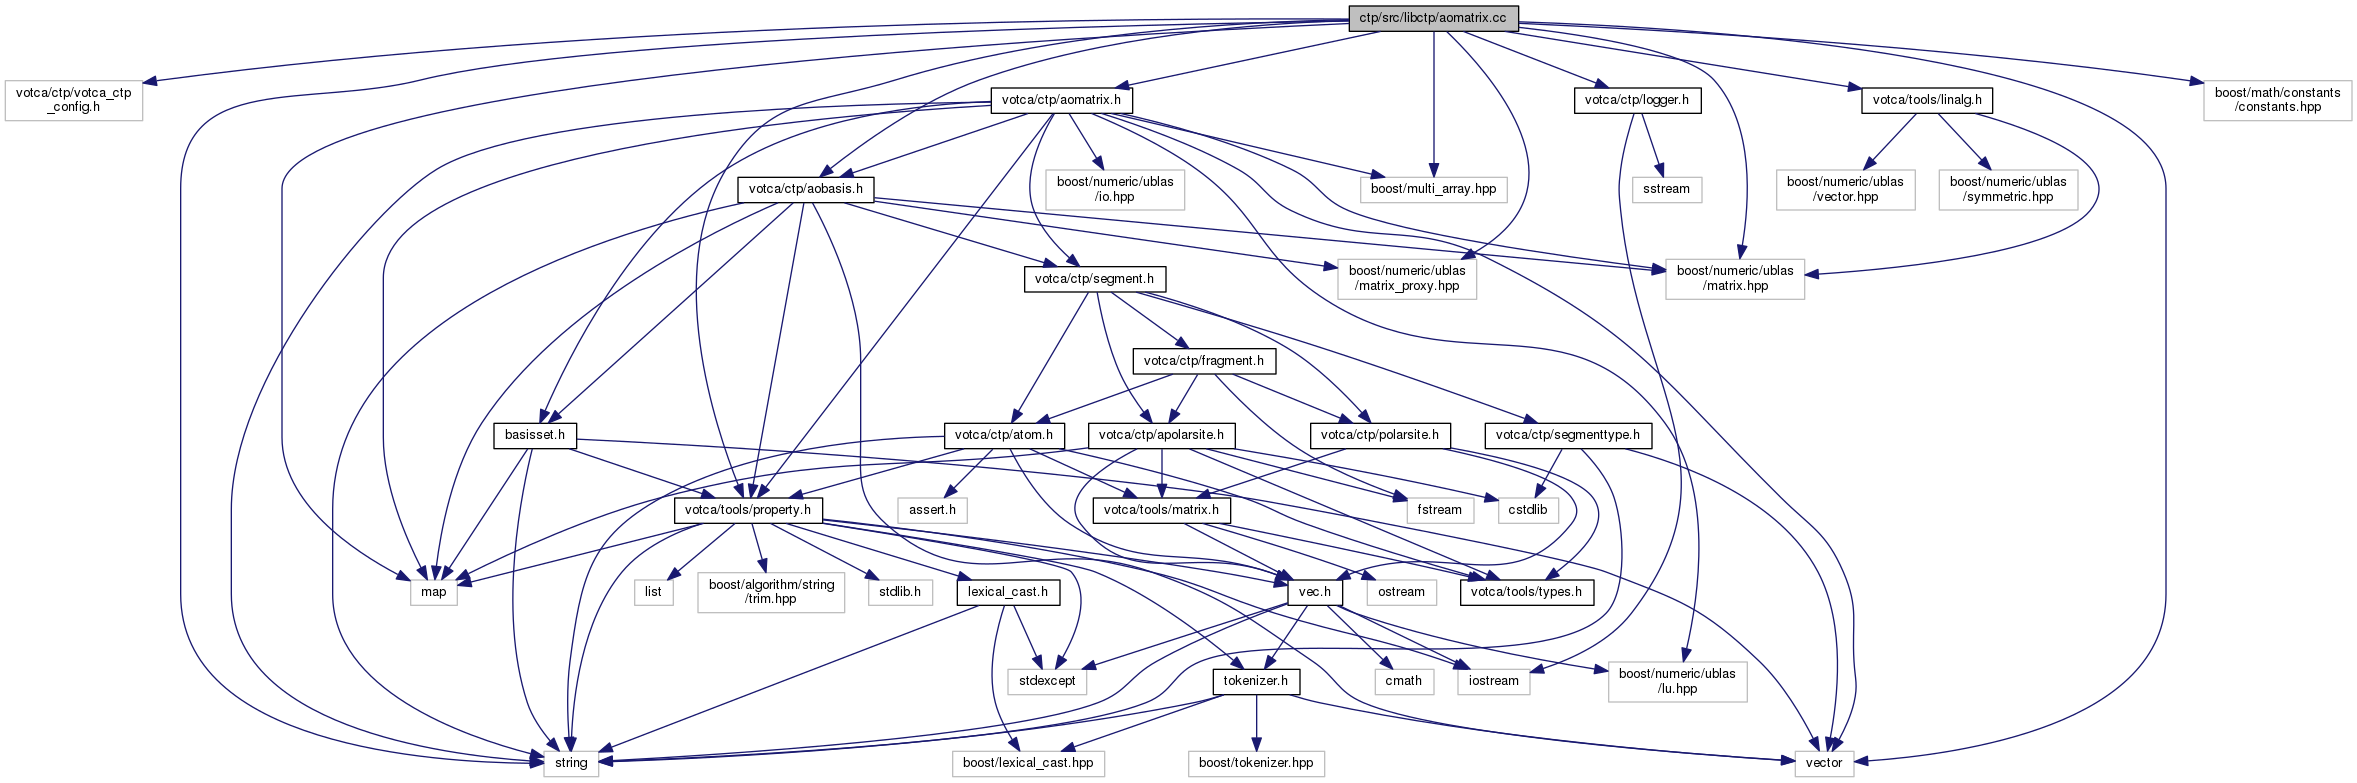 ctp/src/libctp/aomatrix.cc
votca/ctp/votca_ctp
_config.h
votca/ctp/aomatrix.h
votca/ctp/logger.h
votca/tools/linalg.h
boost/math/constants
/constants.hpp
votca/ctp/aobasis.h
boost/numeric/ublas
/io.hpp
boost/multi_array.hpp
sstream
boost/numeric/ublas
/vector.hpp
boost/numeric/ublas
/symmetric.hpp
votca/ctp/segment.h
boost/numeric/ublas
/matrix_proxy.hpp
boost/numeric/ublas
/matrix.hpp
votca/ctp/fragment.h
basisset.h
votca/ctp/atom.h
votca/ctp/apolarsite.h
votca/ctp/polarsite.h
votca/ctp/segmenttype.h
votca/tools/property.h
assert.h
votca/tools/matrix.h
fstream
cstdlib
map
list
boost/algorithm/string
/trim.hpp
stdlib.h
lexical_cast.h
vec.h
ostream
votca/tools/types.h
stdexcept
tokenizer.h
cmath
iostream
boost/numeric/ublas
/lu.hpp
string
boost/lexical_cast.hpp
boost/tokenizer.hpp
vector